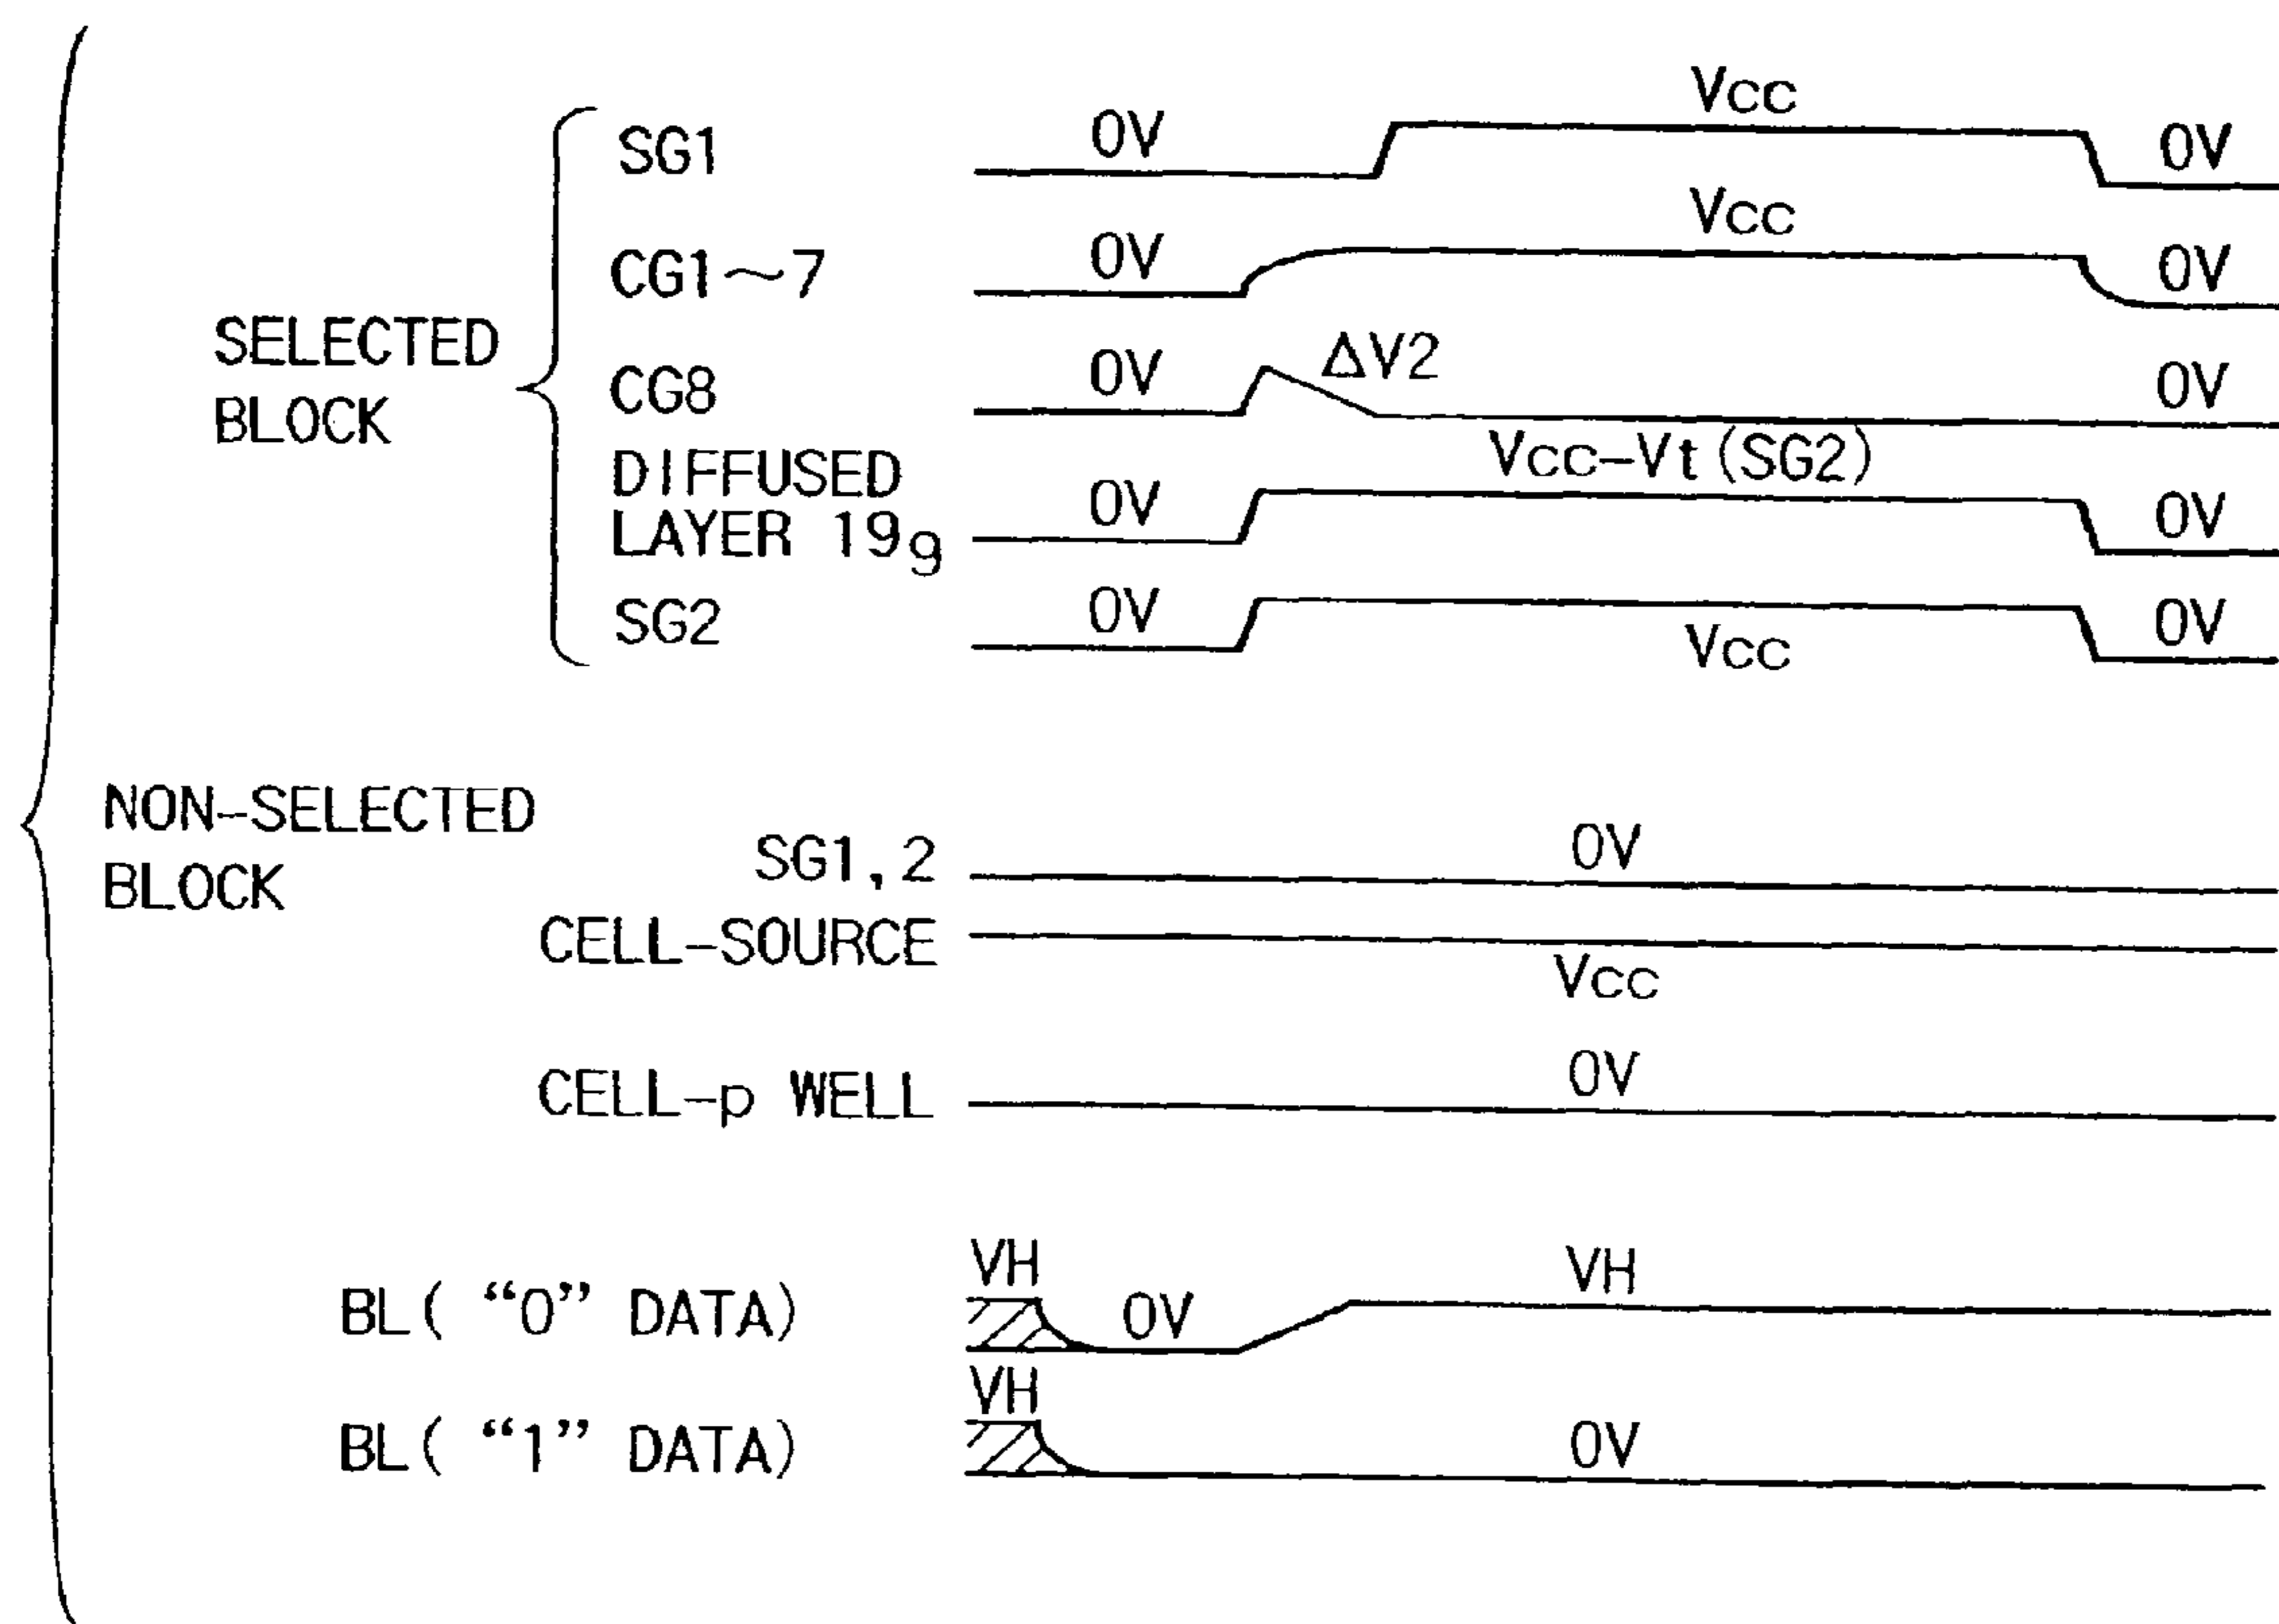 SELECTED
BLOCK
SG1 0V Vcc 0V
CG1~7 0V Vcc 0V
CG8 0V ΔV2 0V
DIFFUSED
LAYER 19₉ 0V Vcc-Vt(SG2) 0V
SG2 0V Vcc 0V
NON-SELECTED
BLOCK
SG1,2 0V
CELL-SOURCE Vcc
CELL-p WELL 0V
BL( “0” DATA) VH 0V VH
BL( “1” DATA) VH 0V